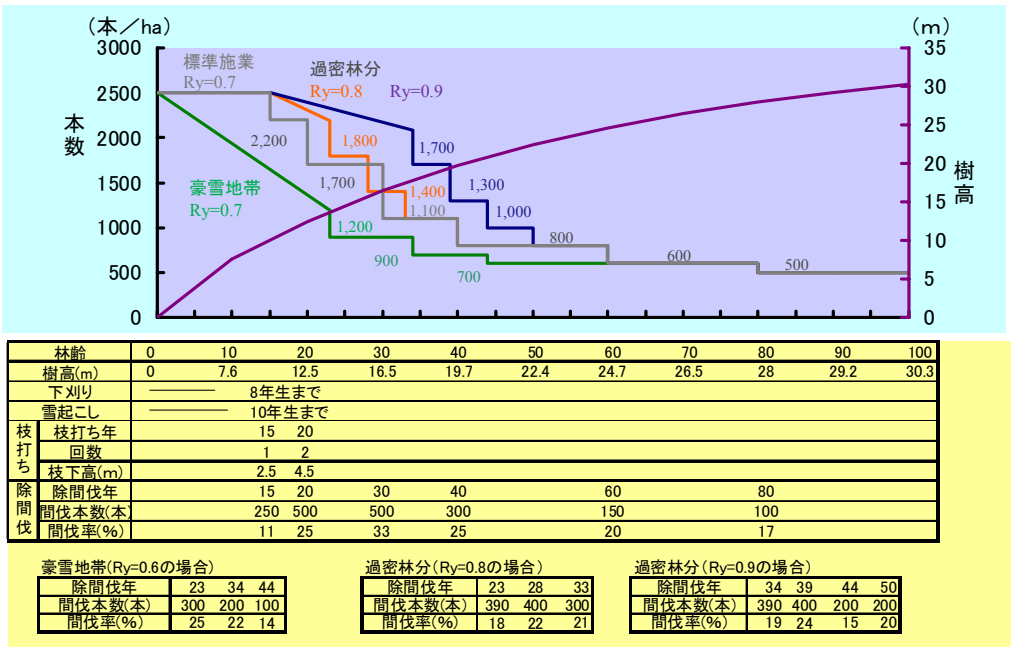 (本/ha)
(m)
3000
2500
2000
1500
1000
500
0
本数
35
30
25
20
15
10
5
0
樹高
標準施業
Ry=0.7
過密林分
Ry=0.8
Ry=0.9
豪雪地帯
Ry=0.7
2,200
1,800
1,700
1,700
1,400
1,300
1,100
1,000
1,200
900
700
800
600
500
林齢 0 10 20 30 40 50 60 70 80 90 100
樹高(m) 0 7.6 12.5 16.5 19.7 22.4 24.7 26.5 28 29.2 30.3
下刈り 8年生まで
雪起こし 10年生まで
枝打ち
枝打ち年 15 20
回数 1 2
枝下高(m) 2.5 4.5
除間伐
除間伐年 15 20 30 40 60 80
間伐本数(本) 250 500 500 300 150 100
間伐率(%) 11 25 33 25 20 17
豪雪地帯(Ry=0.6の場合)
除間伐年 23 34 44
間伐本数(本) 300 200 100
間伐率(%) 25 22 14
過密林分(Ry=0.8の場合)
除間伐年 23 28 33
間伐本数(本) 390 400 300
間伐率(%) 18 22 21
過密林分(Ry=0.9の場合)
除間伐年 34 39 44 50
間伐本数(本) 390 400 200 200
間伐率(%) 19 24 15 20